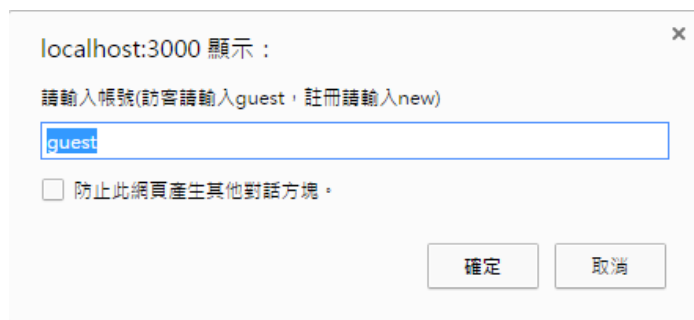 localhost:3000 顯示：
請輸入帳號(訪客請輸入guest，註冊請輸入new)
guest
防止此網頁產生其他對話方塊。
確定
取消